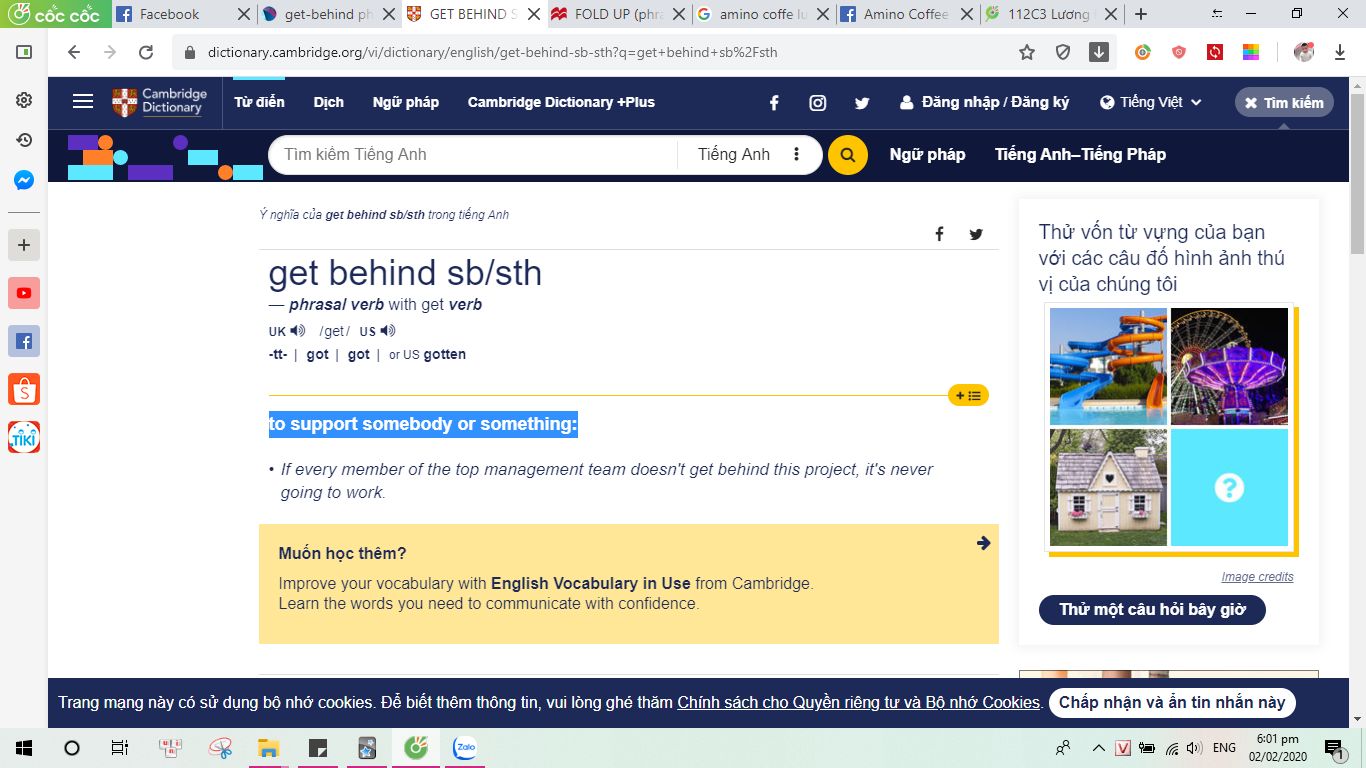 cốc cốc
Facebook
get-behind ph
GET BEHIND S
FOLD UP (phra
amino coffe lu
Amino Coffee
112C3 Lương
dictionary.cambridge.org/vi/dictionary/english/get-behind-sb-sth?q=get+behind+sb%2Fsth
Cambridge
Dictionary
Từ điển
Dịch
Ngữ pháp
Cambridge Dictionary +Plus
Đăng nhập / Đăng ký
Tiếng Việt
Tìm kiếm
Tìm kiếm Tiếng Anh
Tiếng Anh
Ngữ pháp
Tiếng Anh–Tiếng Pháp
Ý nghĩa của get behind sb/sth trong tiếng Anh
get behind sb/sth
— phrasal verb with get verb
UK /get/ US
-tt- | got | got | or US gotten
to support somebody or something:
• If every member of the top management team doesn't get behind this project, it's never
going to work.
Muốn học thêm?
Improve your vocabulary with English Vocabulary in Use from Cambridge.
Learn the words you need to communicate with confidence.
Thử vốn từ vựng của bạn
với các câu đố hình ảnh thú
vị của chúng tôi
?
Image credits
Thử một câu hỏi bây giờ
TIKI
Trang mạng này có sử dụng bộ nhớ cookies. Để biết thêm thông tin, vui lòng ghé thăm Chính sách cho Quyền riêng tư và Bộ nhớ Cookies.
Chấp nhận và ẩn tin nhắn này
Zalo
V
ENG
6:01 pm
02/02/2020
1